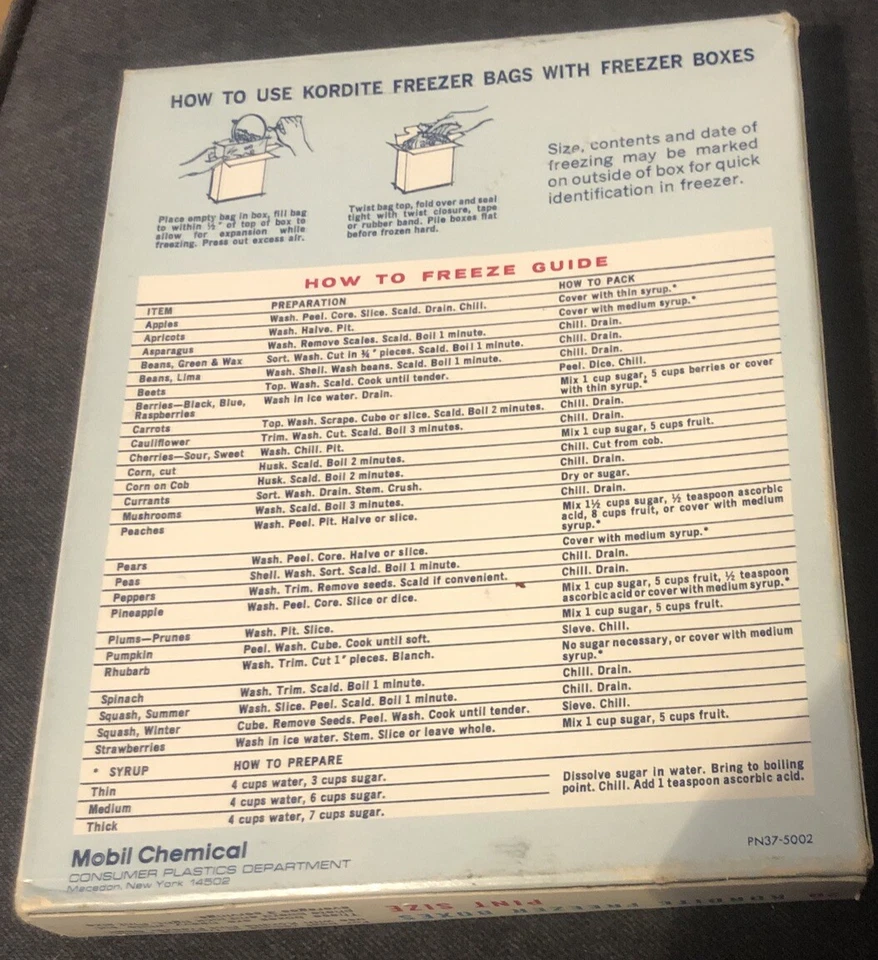 HOW TO USE KORDITE FREEZER BAGS WITH FREEZER BOXES
Place empty bag in box, fill bag
to within ½" of top of box to
allow for expansion while
freezing. Press out excess air.
Twist bag top, fold over and seal
tight with twist closure, tape
or rubber band. Pile boxes flat
before frozen hard.
Size, contents and date of
freezing may be marked
on outside of box for quick
identification in freezer.
HOW TO FREEZE GUIDE
ITEM PREPARATION HOW TO PACK
Apples Wash. Peel. Core. Slice. Scald. Drain. Chill. Cover with thin syrup.*
Apricots Wash. Halve. Pit. Cover with medium syrup.*
Asparagus Wash. Remove Scales. Scald. Boil 1 minute. Chill. Drain.
Beans, Green & Wax Sort. Wash. Cut in ¾" pieces. Scald. Boil 1 minute. Chill. Drain.
Beans, Lima Wash. Shell. Wash beans. Scald. Boil 1 minute. Chill. Drain.
Beets Top. Wash. Scald. Cook until tender. Peel. Dice. Chill.
Berries—Black, Blue, Wash in ice water. Drain. Mix 1 cup sugar, 5 cups berries or cover
Raspberries with thin syrup.*
Carrots Top. Wash. Scrape. Cube or slice. Scald. Boil 2 minutes. Chill. Drain.
Cauliflower Trim. Wash. Cut. Scald. Boil 3 minutes. Chill. Drain.
Cherries—Sour, Sweet Wash. Chill. Pit. Mix 1 cup sugar, 5 cups fruit.
Corn, cut Husk. Scald. Boil 2 minutes. Chill. Cut from cob.
Corn on Cob Husk. Scald. Boil 2 minutes. Chill. Drain.
Currants Sort. Wash. Drain. Stem. Crush. Dry or sugar.
Mushrooms Wash. Scald. Boil 3 minutes. Chill. Drain.
Peaches Wash. Peel. Pit. Halve or slice. Mix 1½ cups sugar, ½ teaspoon ascorbic
acid, 8 cups fruit, or cover with medium
syrup.*
Pears Wash. Peel. Core. Halve or slice. Cover with medium syrup.*
Peas Shell. Wash. Sort. Scald. Boil 1 minute. Chill. Drain.
Peppers Wash. Trim. Remove seeds. Scald if convenient. Chill. Drain.
Pineapple Wash. Peel. Core. Slice or dice. Mix 1 cup sugar, 5 cups fruit, ½ teaspoon
ascorbic acid or cover with medium syrup.*
Plums—Prunes Wash. Pit. Slice. Mix 1 cup sugar, 5 cups fruit.
Pumpkin Peel. Wash. Cube. Cook until soft. Sieve. Chill.
Rhubarb Wash. Trim. Cut 1" pieces. Blanch. No sugar necessary, or cover with medium
syrup.*
Spinach Wash. Trim. Scald. Boil 1 minute. Chill. Drain.
Squash, Summer Wash. Slice. Peel. Scald. Boil 1 minute. Chill. Drain.
Squash, Winter Cube. Remove Seeds. Peel. Wash. Cook until tender. Sieve. Chill.
Strawberries Wash in ice water. Stem. Slice or leave whole. Mix 1 cup sugar, 5 cups fruit.
* SYRUP HOW TO PREPARE
Thin 4 cups water, 3 cups sugar. Dissolve sugar in water. Bring to boiling
Medium 4 cups water, 6 cups sugar. point. Chill. Add 1 teaspoon ascorbic acid.
Thick 4 cups water, 7 cups sugar.
Mobil Chemical
CONSUMER PLASTICS DEPARTMENT
Macedon, New York 14502
PN37-5002
KORDITE FREEZER BOXES
PINT SIZE